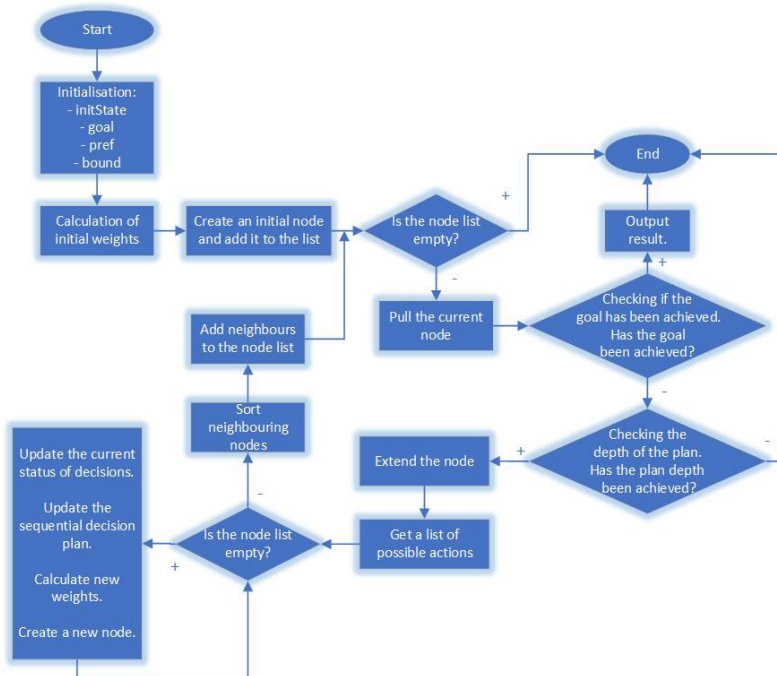 Start
Initialisation:
- initState
- goal
- pref
- bound
Calculation of
initial weights
Create an initial node
and add it to the list
Is the node list
empty?
+
-
End
Output
result.
+
Pull the current
node
Checking if the
goal has been achieved.
Has the goal
been achieved?
-
Add neighbours
to the node list
Sort
neighbouring
nodes
-
Checking the
depth of the plan.
Has the plan depth
been achieved?
+
-
Extend the node
Get a list of
possible actions
Is the node list
empty?
+
Update the current
status of decisions.
Update the
sequential decision
plan.
Calculate new
weights.
Create a new node.